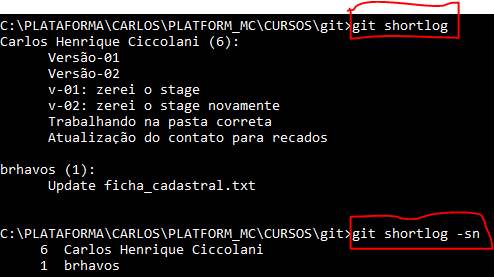 C:\PLATAFORMA\CARLOS\PLATFORM_MC\CURSOS\git>git shortlog
Carlos Henrique Ciccolani (6):
Versão-01
Versão-02
v-01: zerei o stage
v-02: zerei o stage novamente
Trabalhando na pasta correta
Atualização do contato para recados
brhavos (1):
Update ficha_cadastral.txt
C:\PLATAFORMA\CARLOS\PLATFORM_MC\CURSOS\git>git shortlog -sn
6 Carlos Henrique Ciccolani
1 brhavos